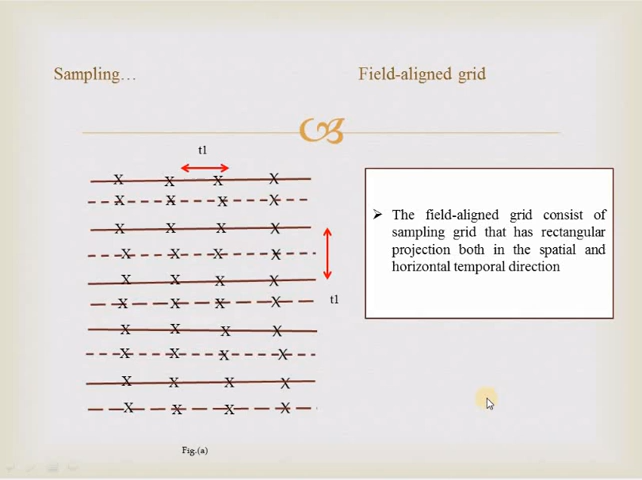 Sampling…
Field-aligned grid
t1
X X X X
X X X X
X X X X
X X X X
X X X X
X X X X
X X X X
X X X X
X X X X
X X X X
t1
➢ The field-aligned grid consist of
sampling grid that has rectangular
projection both in the spatial and
horizontal temporal direction
Fig.(a)